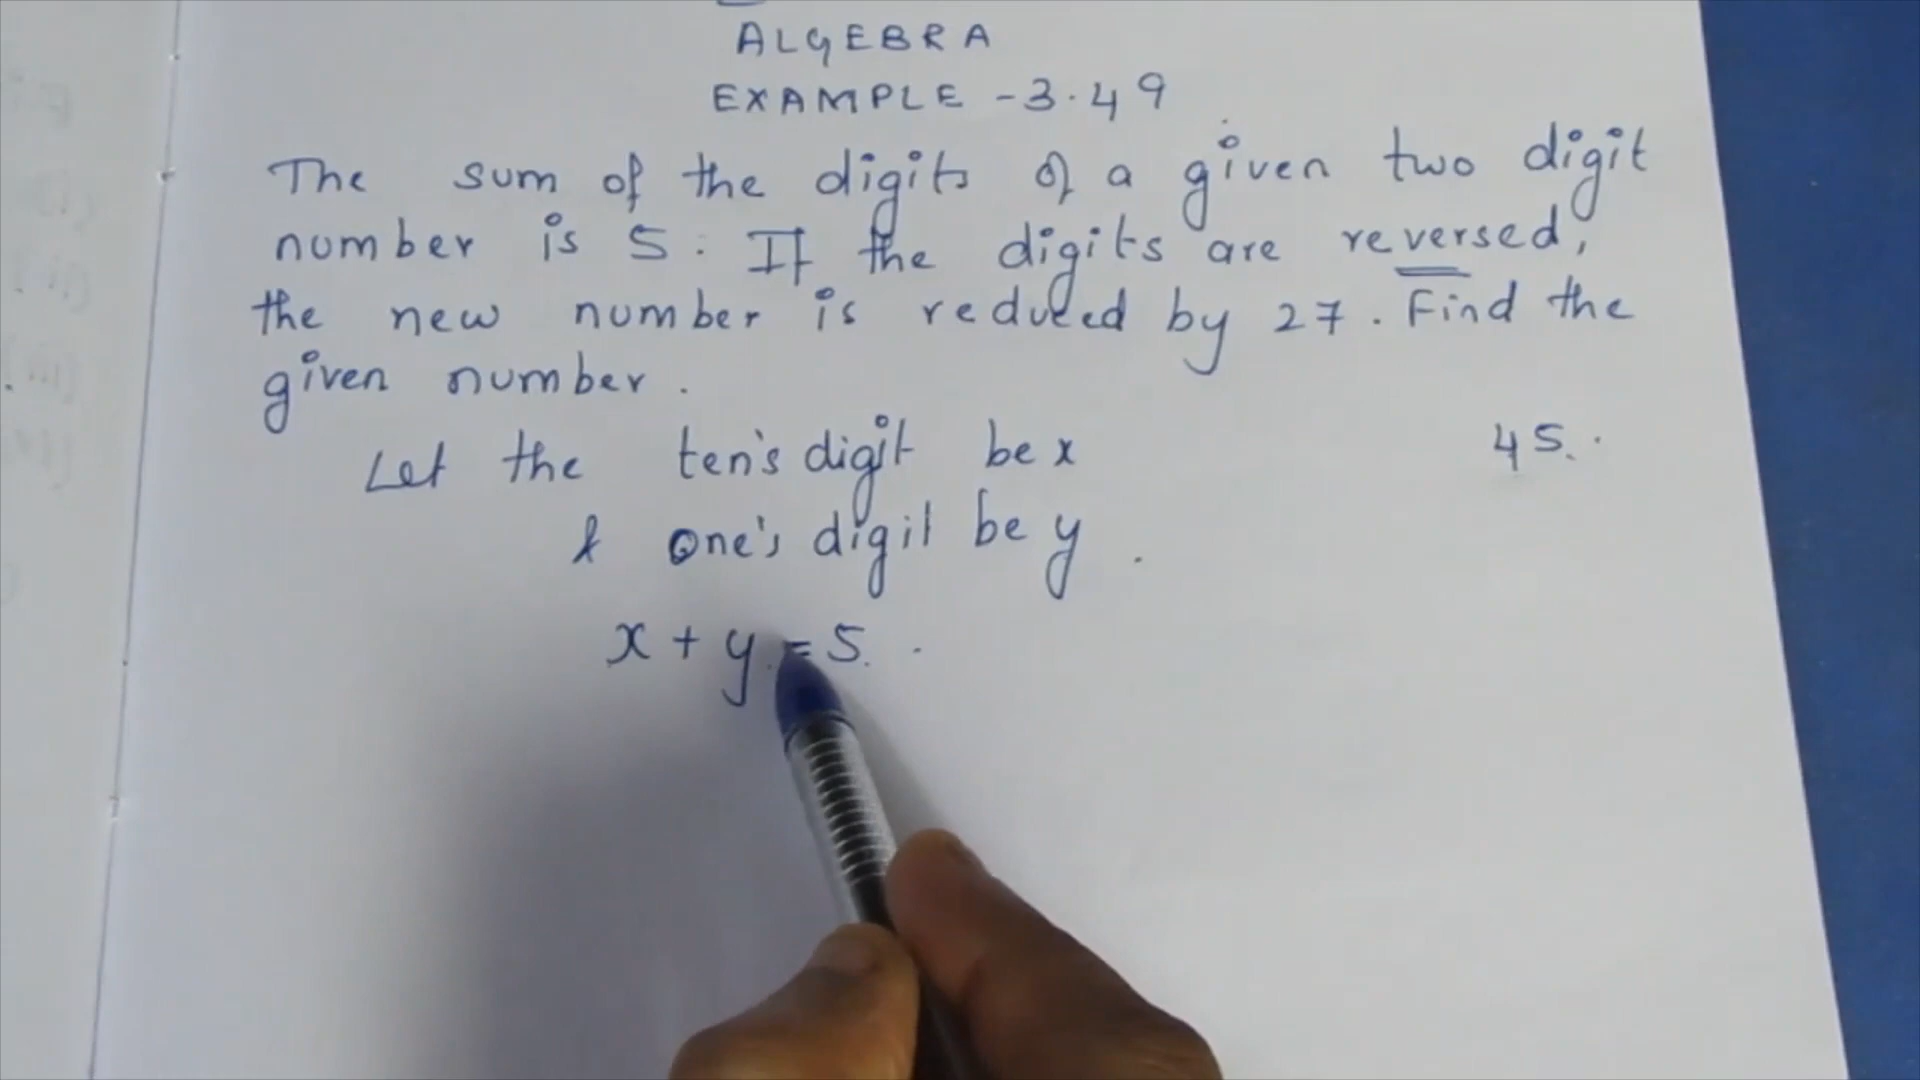 ALGEBRA
EXAMPLE - 3.49
The sum of the digits of a given two digit
number is 5. If the digits are reversed,
the new number is reduced by 27. Find the
given number.
Let the ten's digit be x
& one's digit be y.
45.
x + y = 5.